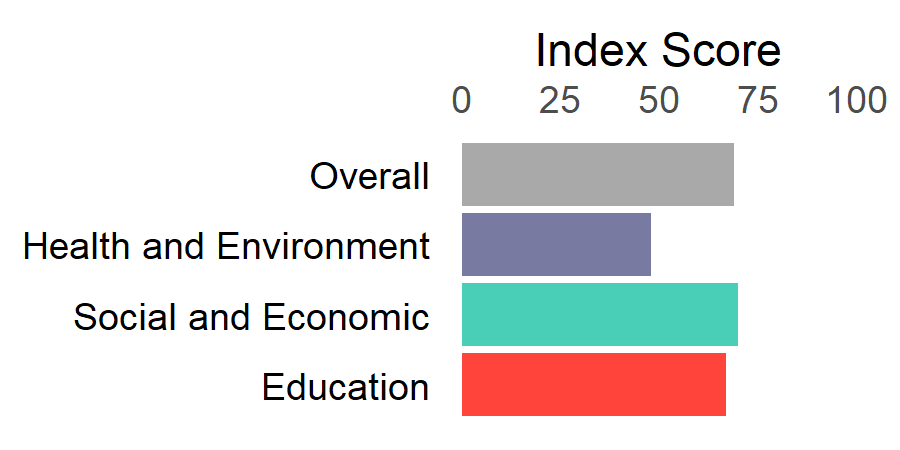 Index Score
0 25 50 75 100
Overall
Health and Environment
Social and Economic
Education